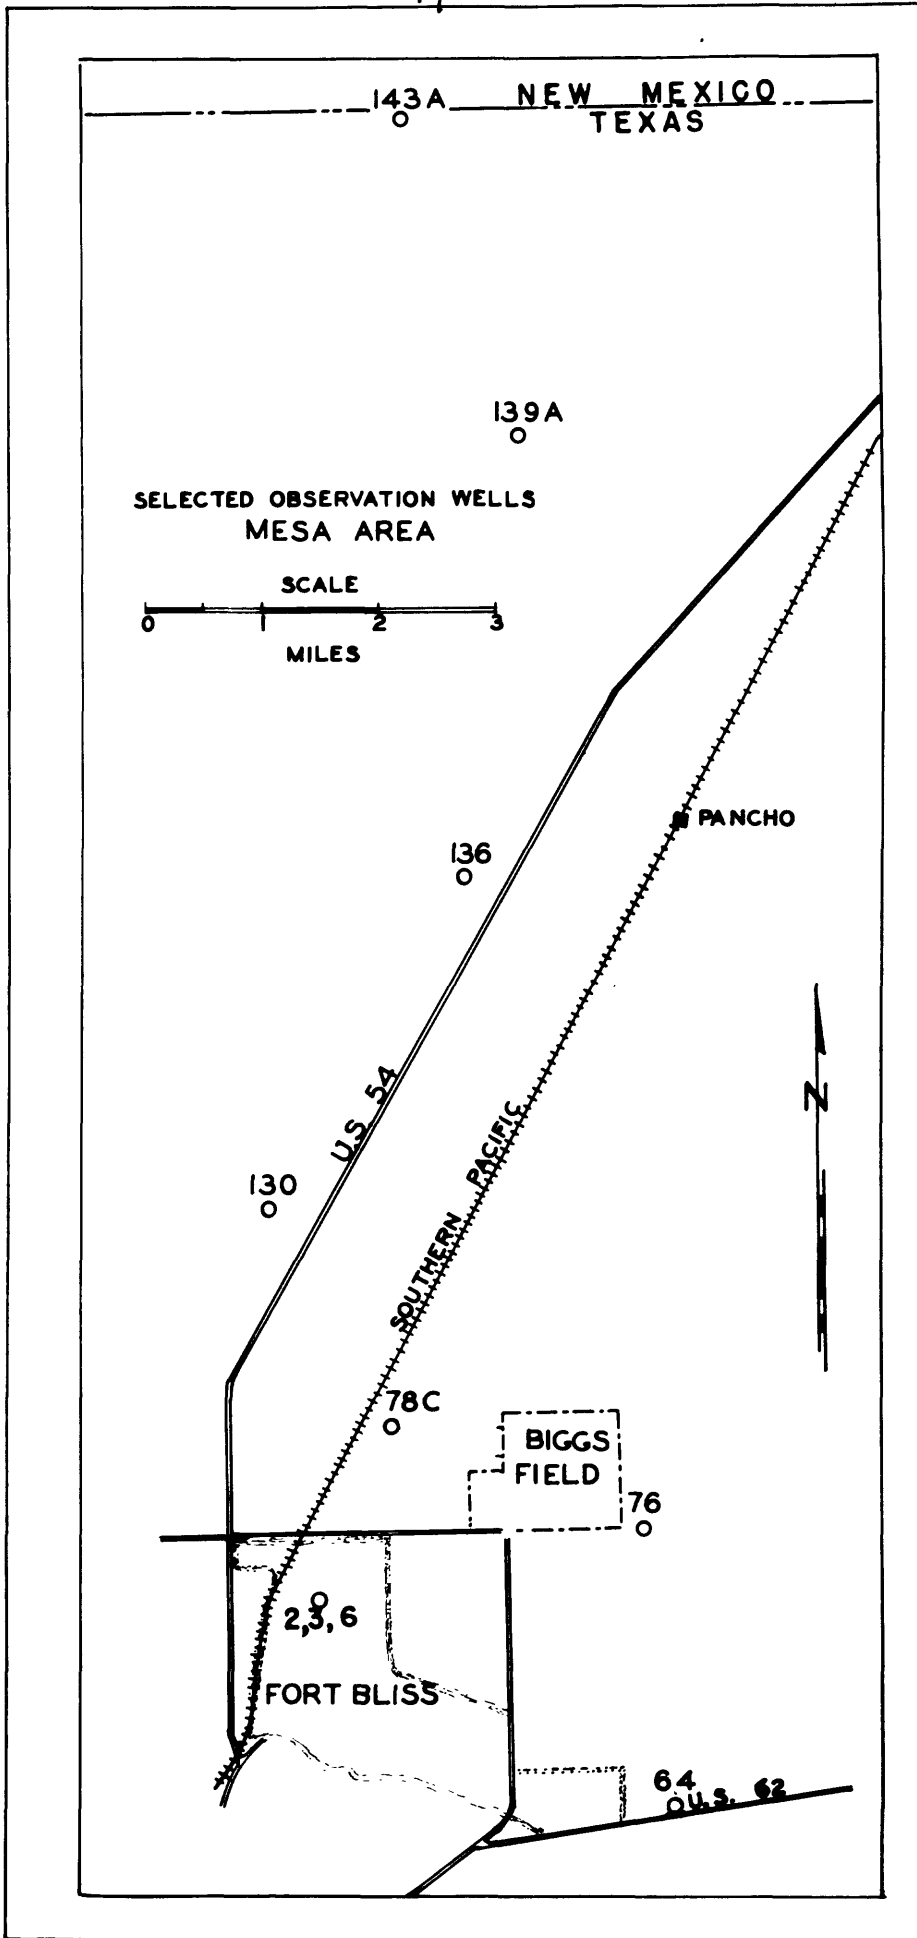 143A
NEW MEXICO
TEXAS
139A
SELECTED OBSERVATION WELLS
MESA AREA
SCALE
0 1 2 3
MILES
PANCHO
136
U.S. 54
N
SOUTHERN PACIFIC
130
78C
BIGGS
FIELD
76
2,3,6
FORT BLISS
64
U.S. 62